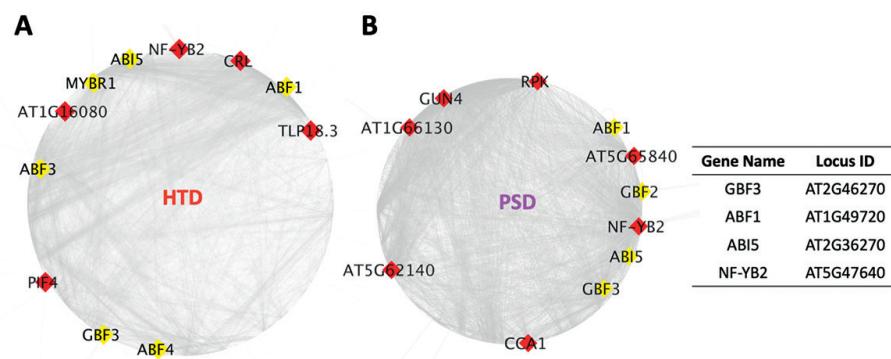 A
NF-YB2
ABI5
CRL
MYBR1
ABF1
AT1G16080
TLP18.3
ABF3
HTD
PIF4
GBF3
ABF4
B
RPK
GUN4
AT1G66130
ABF1
AT5G65840
GBF2
PSD
NF-YB2
ABI5
AT5G62140
GBF3
CCA1
Gene Name Locus ID
GBF3 AT2G46270
ABF1 AT1G49720
ABI5 AT2G36270
NF-YB2 AT5G47640